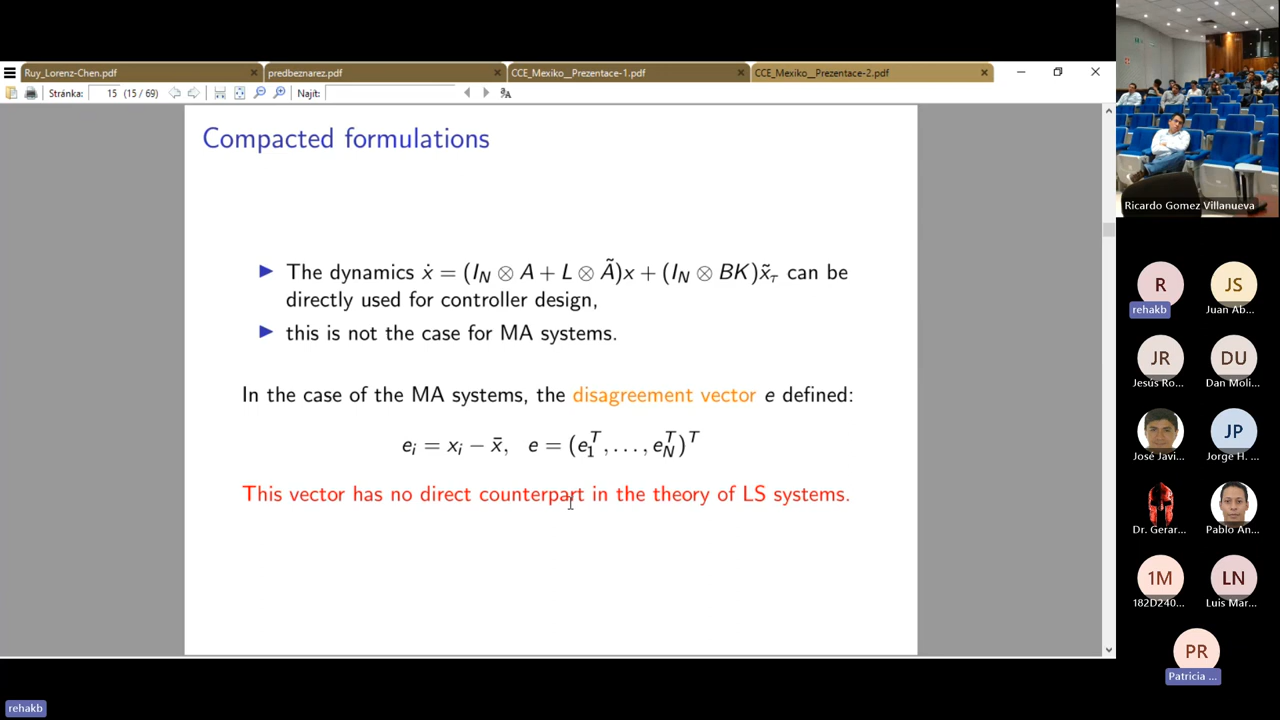 Ruy_Lorenz-Chen.pdf
predbeznarez.pdf
CCE_Mexiko__Prezentace-1.pdf
CCE_Mexiko__Prezentace-2.pdf
Stránka: 15 (15 / 69)
Najít:
Compacted formulations
▶ The dynamics ẋ = (I_N ⊗ A + L ⊗ Ã)x + (I_N ⊗ BK)x̃_τ can be
directly used for controller design,
▶ this is not the case for MA systems.
In the case of the MA systems, the disagreement vector e defined:
e_i = x_i − x̄, e = (e_1^T, . . . , e_N^T)^T
This vector has no direct counterpart in the theory of LS systems.
Ricardo Gomez Villanueva
R
JS
rehakb
Juan Ab...
JR
DU
Jesús Ro...
Dan Moli...
JP
José Javi...
Jorge H. ...
Dr. Gerar...
Pablo An...
1M
LN
182D240...
Luis Mar...
PR
Patricia ...
rehakb